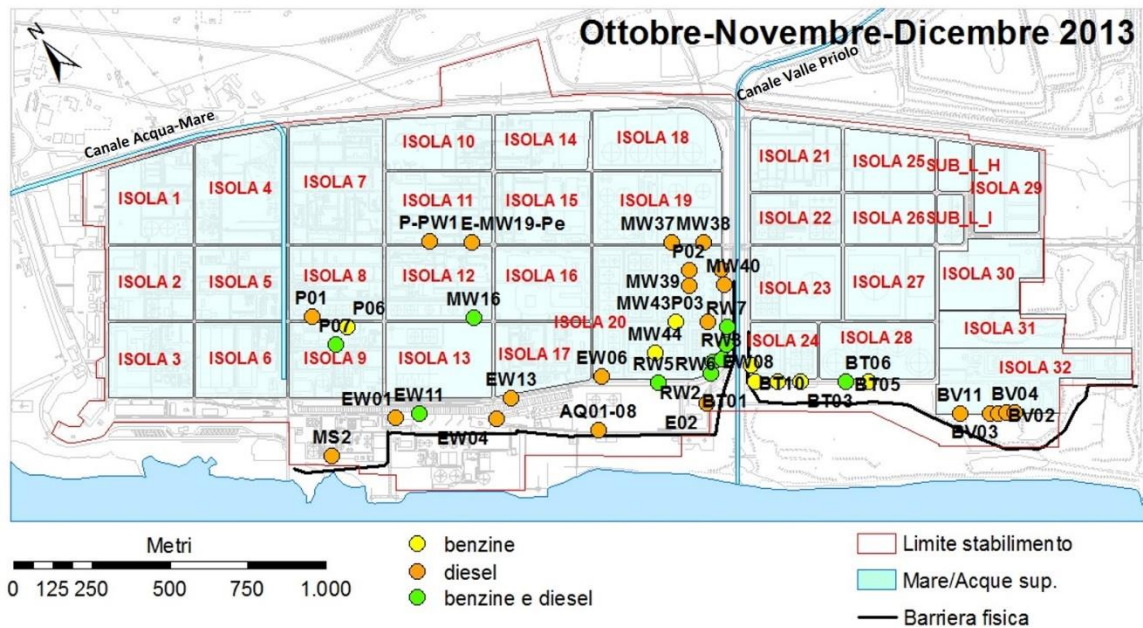 Ottobre-Novembre-Dicembre 2013
N
Canale Acqua-Mare
Canale Valle Priolo
ISOLA 10
ISOLA 14
ISOLA 18
ISOLA 21
ISOLA 25
SUB_L_H
ISOLA 29
ISOLA 1
ISOLA 4
ISOLA 7
ISOLA 11
ISOLA 15
ISOLA 19
ISOLA 22
ISOLA 26
SUB_L_I
P-PW1
E-MW19-Pe
MW37
MW38
P02
MW40
ISOLA 2
ISOLA 5
ISOLA 8
ISOLA 12
ISOLA 16
MW39
ISOLA 23
ISOLA 27
ISOLA 30
P01
P06
P07
MW16
MW43
P03
RW7
ISOLA 20
ISOLA 31
ISOLA 24
ISOLA 28
MW44
RW8
ISOLA 3
ISOLA 6
ISOLA 9
ISOLA 13
ISOLA 17
EW06
RW5
RW6
EW08
BT06
ISOLA 32
BT10
BT05
EW13
RW2
BT01
BT03
EW01
EW11
AQ01-08
E02
BV11
BV04
BV02
MS2
EW04
BV03
Metri
0 125 250 500 750 1.000
benzine
diesel
benzine e diesel
Limite stabilimento
Mare/Acque sup.
Barriera fisica